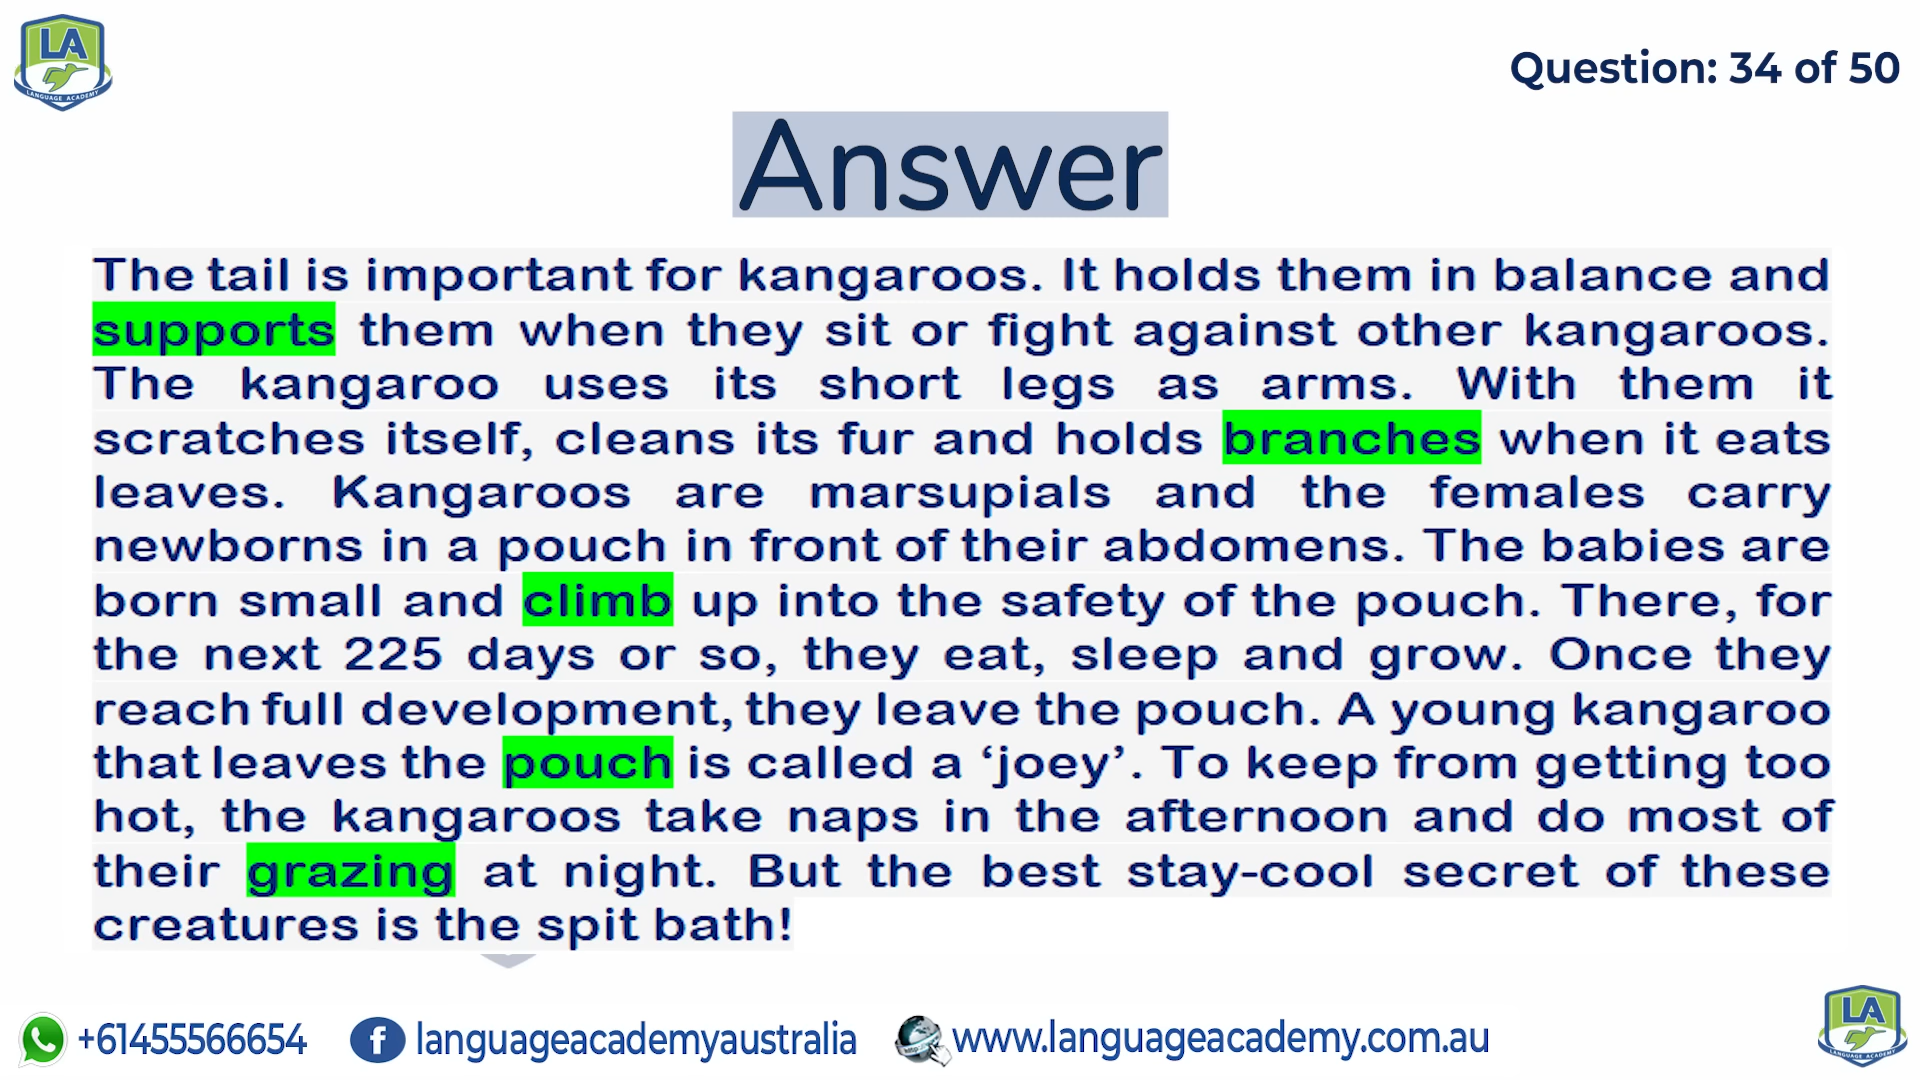 LA
LANGUAGE ACADEMY
Question: 34 of 50
Answer
The tail is important for kangaroos. It holds them in balance and
supports them when they sit or fight against other kangaroos.
The kangaroo uses its short legs as arms. With them it
scratches itself, cleans its fur and holds branches when it eats
leaves. Kangaroos are marsupials and the females carry
newborns in a pouch in front of their abdomens. The babies are
born small and climb up into the safety of the pouch. There, for
the next 225 days or so, they eat, sleep and grow. Once they
reach full development, they leave the pouch. A young kangaroo
that leaves the pouch is called a ‘joey’. To keep from getting too
hot, the kangaroos take naps in the afternoon and do most of
their grazing at night. But the best stay-cool secret of these
creatures is the spit bath!
+61455566654
f languageacademyaustralia
http://
www.languageacademy.com.au
LA
LANGUAGE ACADEMY